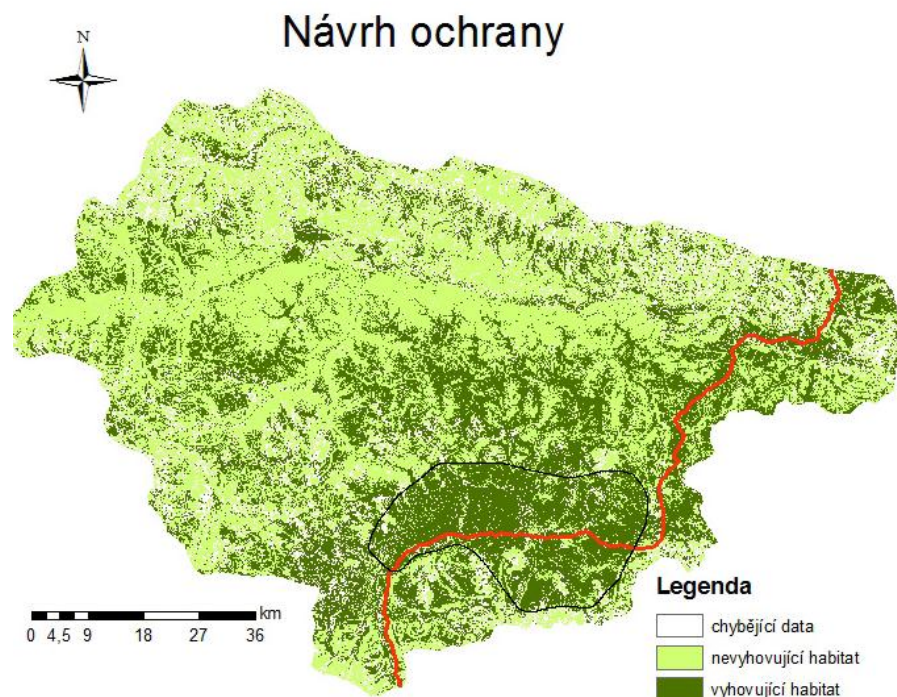 Návrh ochrany
N
km
0 4,5 9 18 27 36
Legenda
chybějící data
nevyhovující habitat
vyhovující habitat